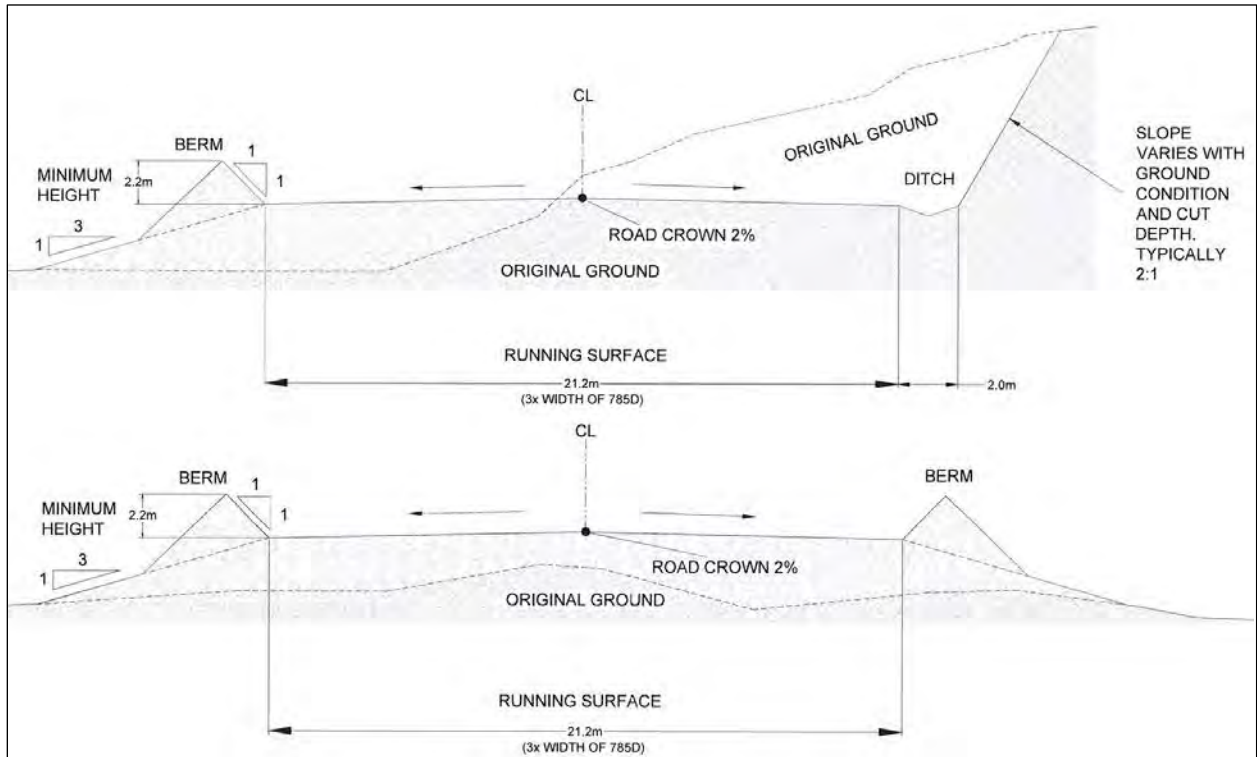 CL
BERM
1
1
MINIMUM
HEIGHT
2.2m
3
1
ORIGINAL GROUND
DITCH
SLOPE
VARIES WITH
GROUND
CONDITION
AND CUT
DEPTH.
TYPICALLY
2:1
ROAD CROWN 2%
ORIGINAL GROUND
RUNNING SURFACE
21.2m
(3x WIDTH OF 785D)
2.0m
CL
BERM
1
1
MINIMUM
HEIGHT
2.2m
3
1
BERM
ROAD CROWN 2%
ORIGINAL GROUND
RUNNING SURFACE
21.2m
(3x WIDTH OF 785D)